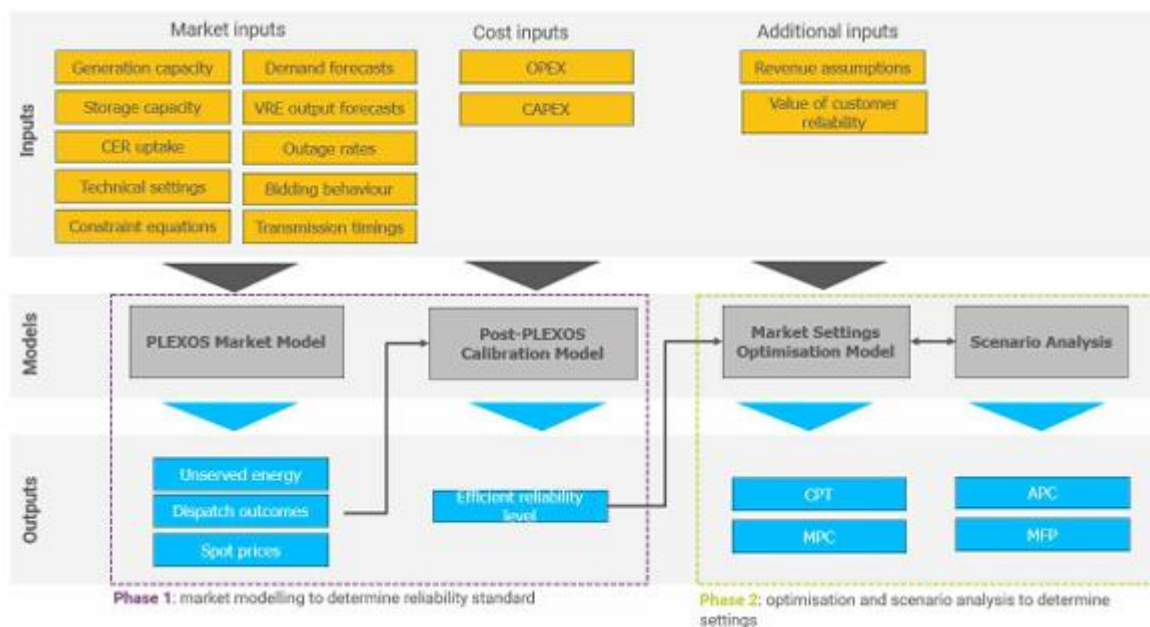 Market inputs
Cost inputs
Additional inputs
Inputs
Generation capacity
Demand forecasts
OPEX
Revenue assumptions
Storage capacity
VRE output forecasts
CAPEX
Value of customer
reliability
CER uptake
Outage rates
Technical settings
Bidding behaviour
Constraint equations
Transmission timings
Models
PLEXOS Market Model
Post-PLEXOS
Calibration Model
Market Settings
Optimisation Model
Scenario Analysis
Outputs
Unserved energy
Dispatch outcomes
Spot prices
Efficient reliability
level
CPT
APC
MPC
MFP
Phase 1: market modelling to determine reliability standard
Phase 2: optimisation and scenario analysis to determine
settings